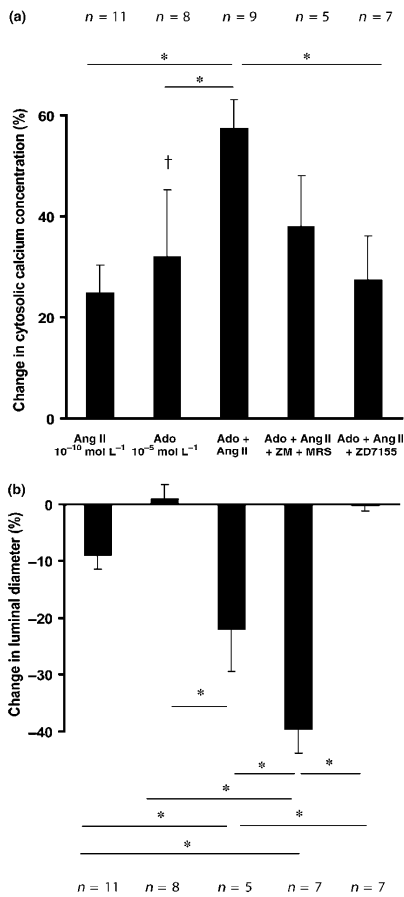 (a)
n = 11 n = 8 n = 9 n = 5 n = 7
* *
*
†
Change in cytosolic calcium concentration (%)
60
40
20
0
Ang II Ado Ado + Ado + Ang II Ado + Ang II
10⁻¹⁰ mol L⁻¹ 10⁻⁵ mol L⁻¹ Ang II + ZM + MRS + ZD7155
(b)
Change in luminal diameter (%)
0
–10
–20
–30
–40
*
* *
*
* *
*
n = 11 n = 8 n = 5 n = 7 n = 7